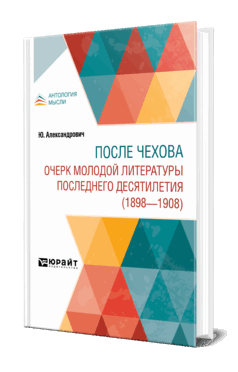 АНТОЛОГИЯ
МЫСЛИ
Ю. Александрович
ПОСЛЕ ЧЕХОВА
ОЧЕРК МОЛОДОЙ ЛИТЕРАТУРЫ
ПОСЛЕДНЕГО ДЕСЯТИЛЕТИЯ
(1898—1908)
юрайт